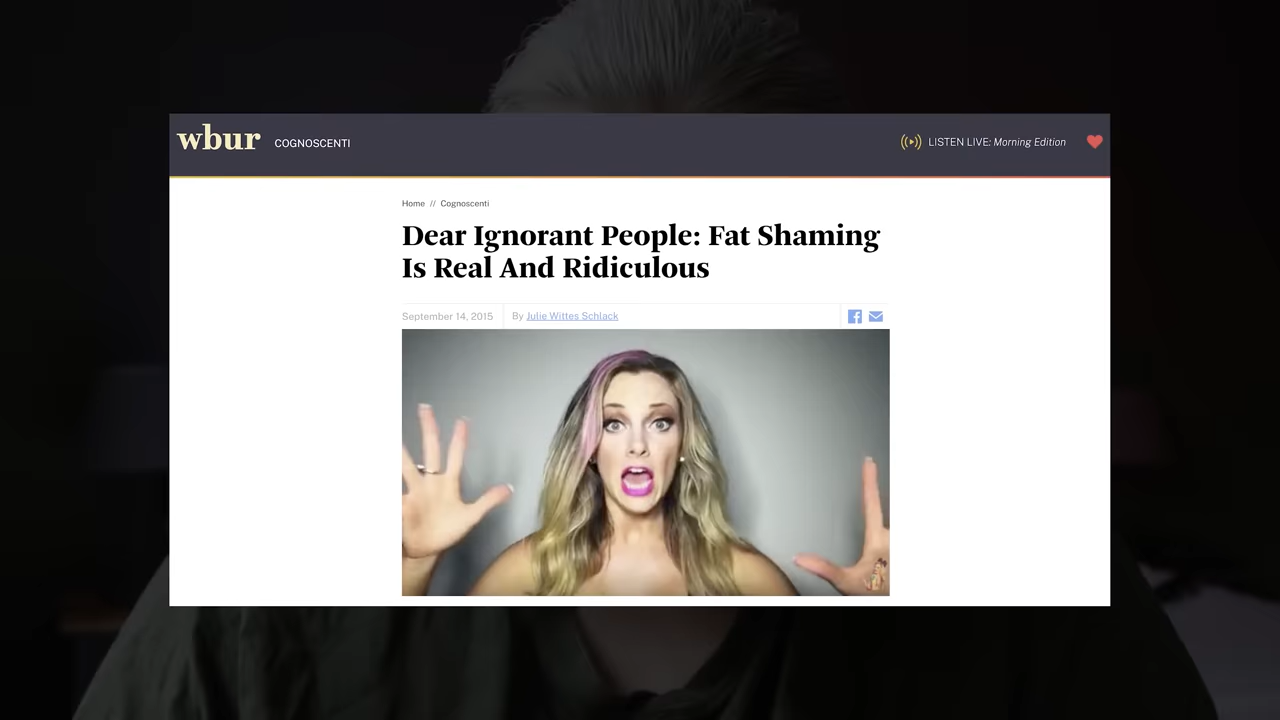 wbur COGNOSCENTI LISTEN LIVE: Morning Edition
Home // Cognoscenti
Dear Ignorant People: Fat Shaming
Is Real And Ridiculous
September 14, 2015 By Julie Wittes Schlack